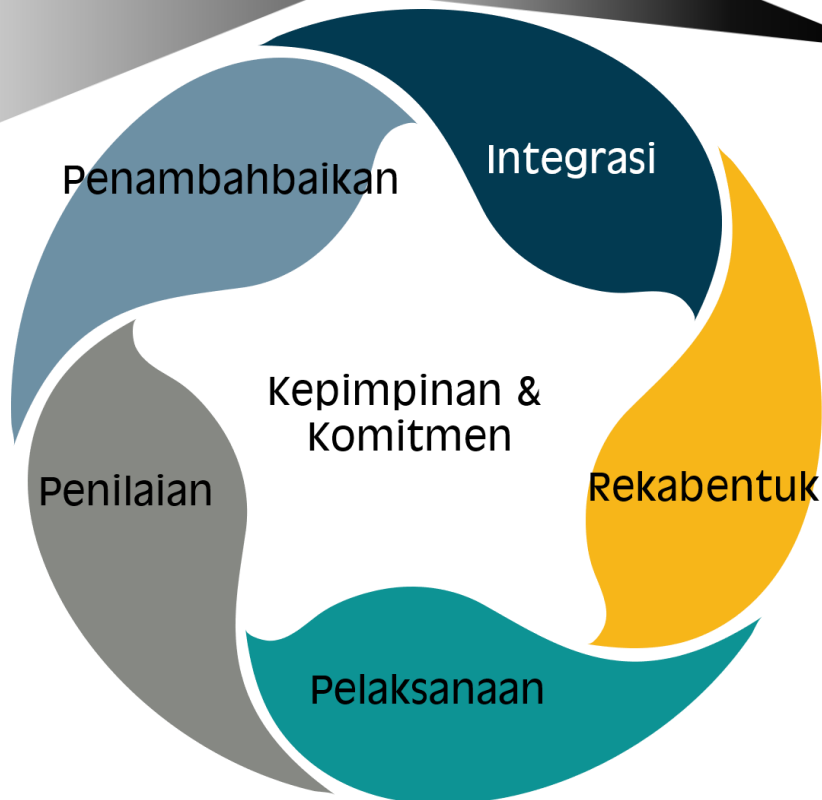 Integrasi
Penambahbaikan
Kepimpinan &
Komitmen
Rekabentuk
Penilaian
Pelaksanaan